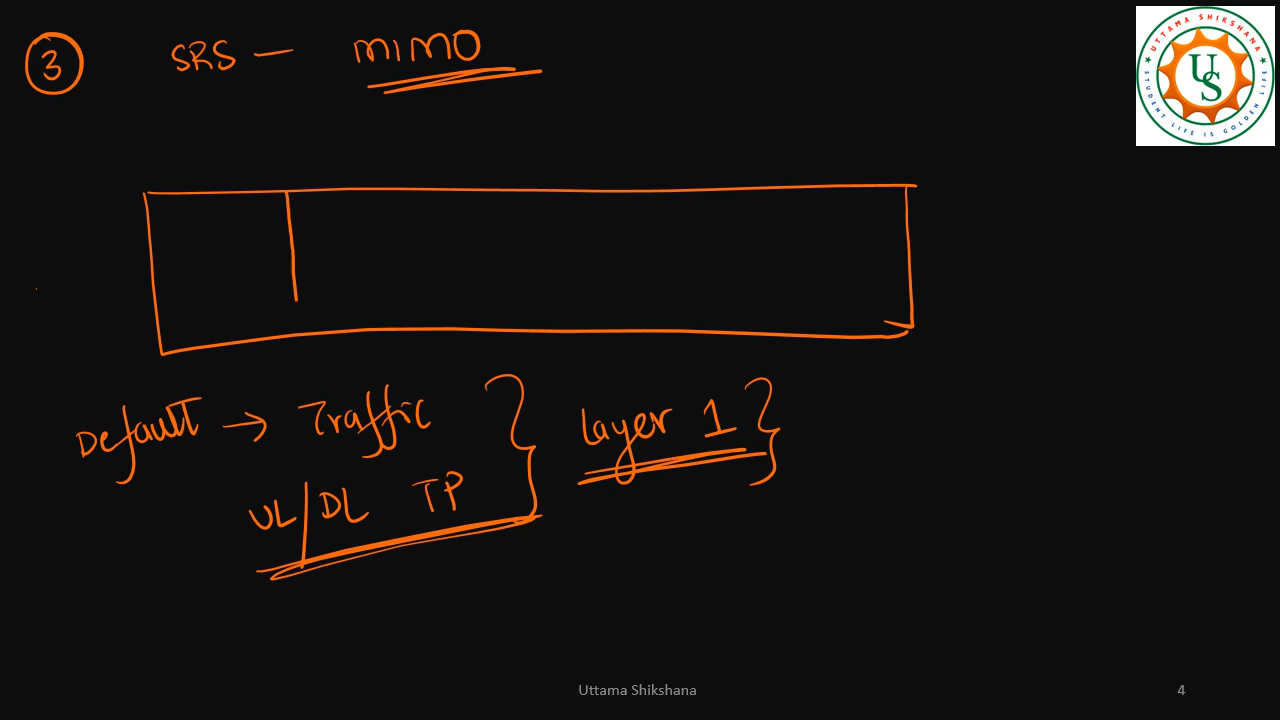 3 SRS — MIMO
UTTAMA SHIKSHANA
US
★ STUDENT LIFE IS GOLDEN LIFE ★
Default → Traffic } Layer 1 }
UL/DL TP
Uttama Shikshana
4